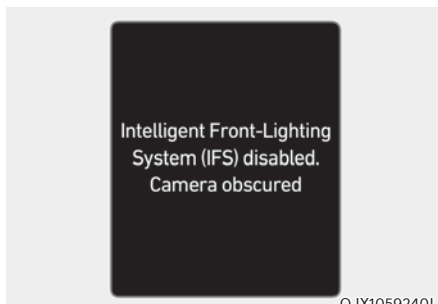 Intelligent Front-Lighting
System (IFS) disabled.
Camera obscured